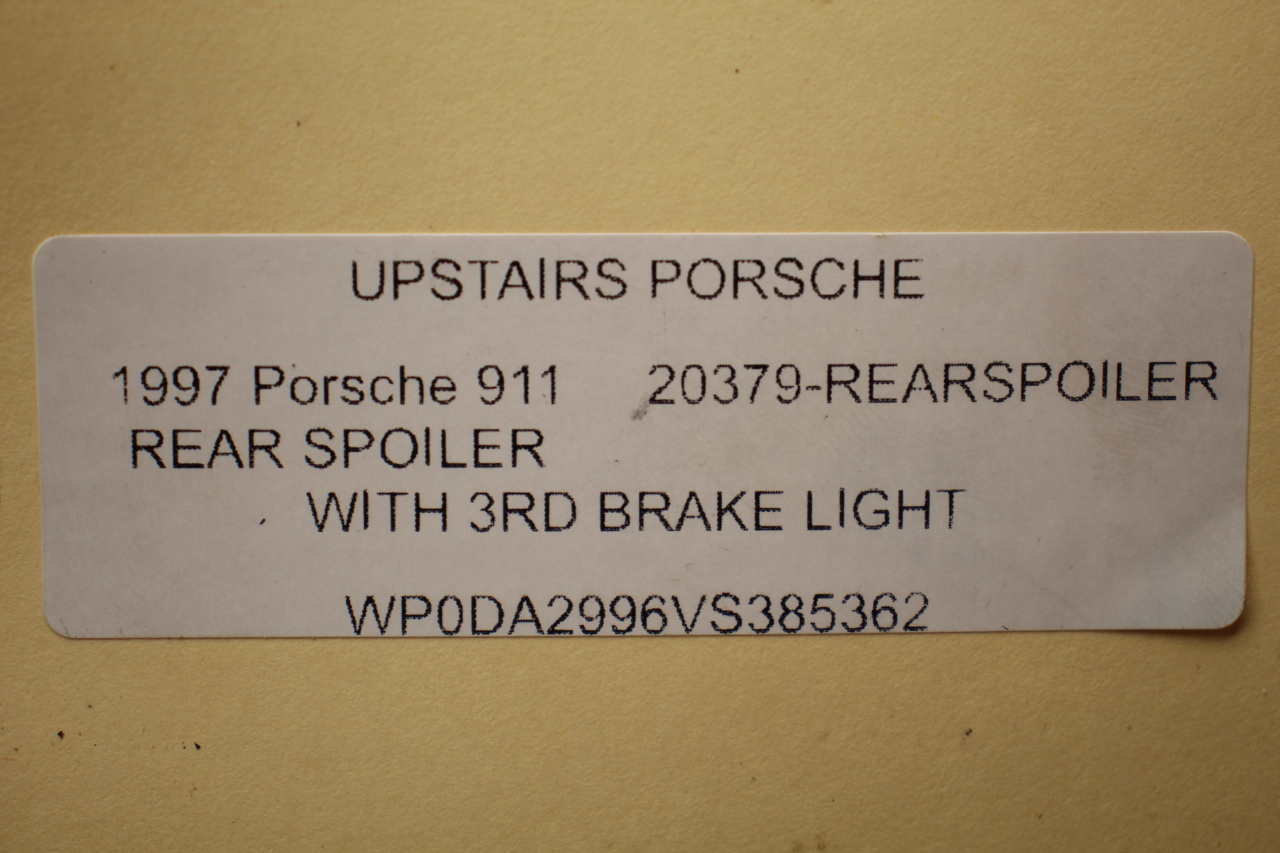 UPSTAIRS PORSCHE
1997 Porsche 911 20379-REARSPOILER
REAR SPOILER
WITH 3RD BRAKE LIGHT
WP0DA2996VS385362